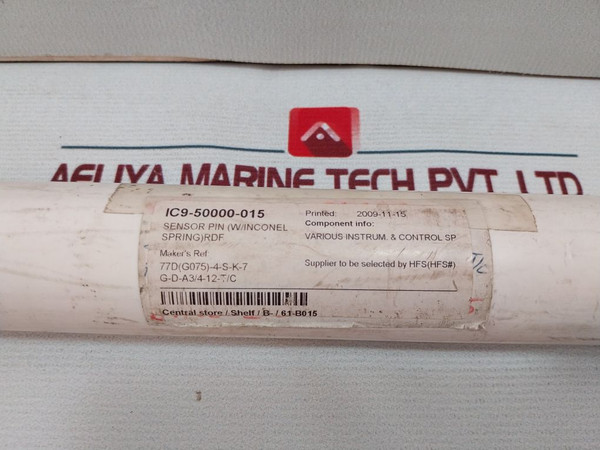 AELIYA MARINE TECH PVT. LTD
IC9-50000-015
SENSOR PIN (W/INCONEL
SPRING)RDF
Maker's Ref
77D(G075)-4-S-K-7
G-D-A3/4-12-T/C
Printed: 2009-11-15
Component info:
VARIOUS INSTRUM. & CONTROL SP
Supplier to be selected by HFS(HFS#)
T/C
Central store / Shelf / B- / 61-B015